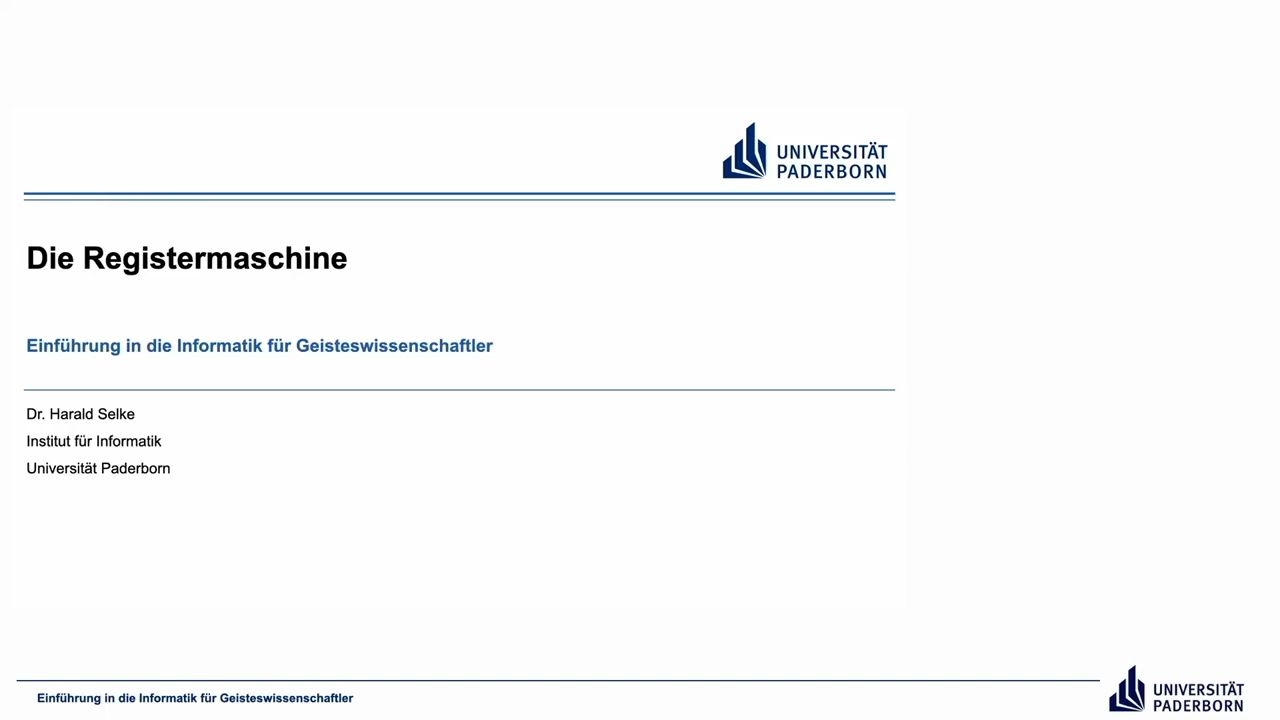 UNIVERSITÄT
PADERBORN
Die Registermaschine
Einführung in die Informatik für Geisteswissenschaftler
Dr. Harald Selke
Institut für Informatik
Universität Paderborn
Einführung in die Informatik für Geisteswissenschaftler
UNIVERSITÄT
PADERBORN